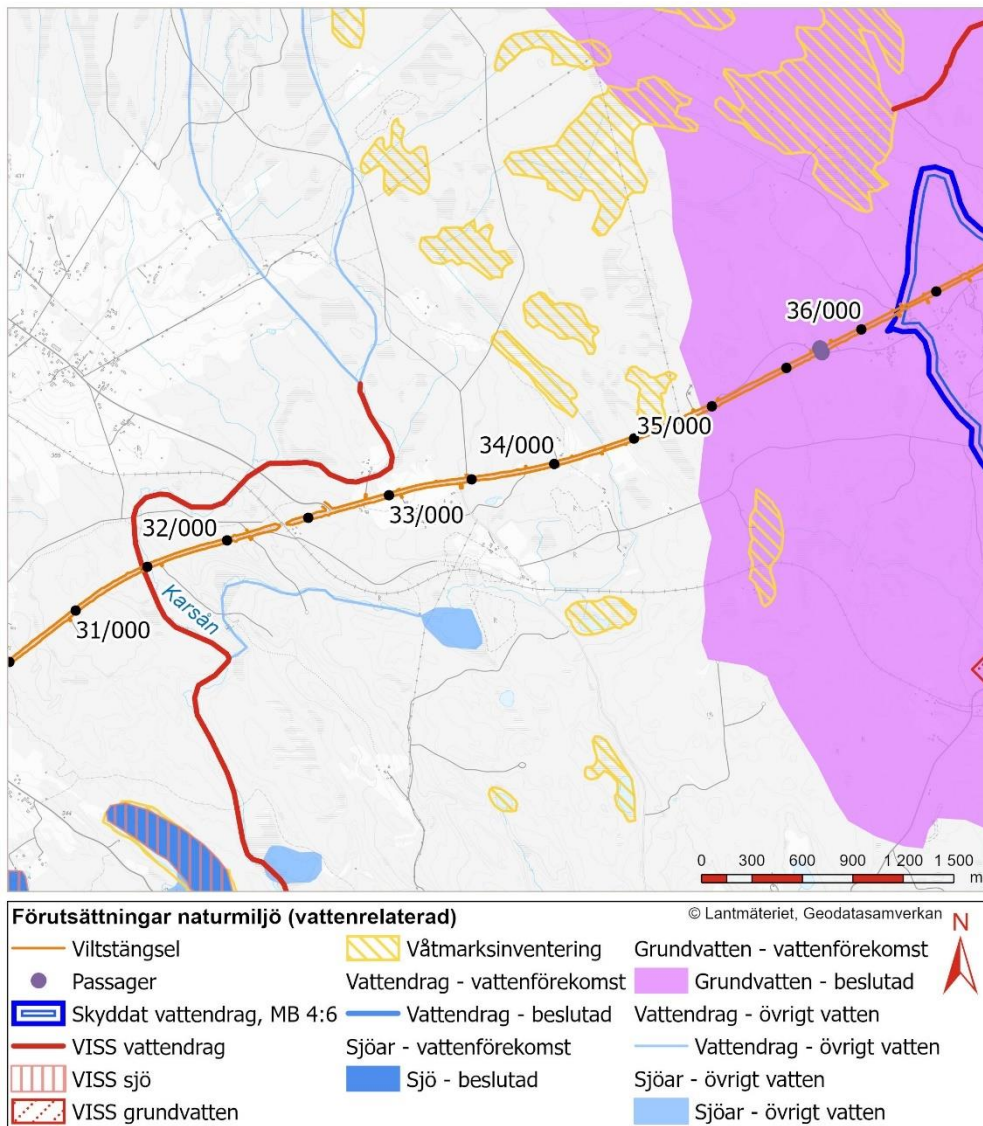 36/000
35/000
34/000
33/000
32/000
Karsån
31/000
0 300 600 900 1 200 1 500
m
Förutsättningar naturmiljö (vattenrelaterad)
© Lantmäteriet, Geodatasamverkan
N
Viltstängsel
Passager
Skyddat vattendrag, MB 4:6
VISS vattendrag
VISS sjö
VISS grundvatten
Våtmarksinventering
Vattendrag - vattenförekomst
Vattendrag - beslutad
Sjöar - vattenförekomst
Sjö - beslutad
Grundvatten - vattenförekomst
Grundvatten - beslutad
Vattendrag - övrigt vatten
Vattendrag - övrigt vatten
Sjöar - övrigt vatten
Sjöar - övrigt vatten